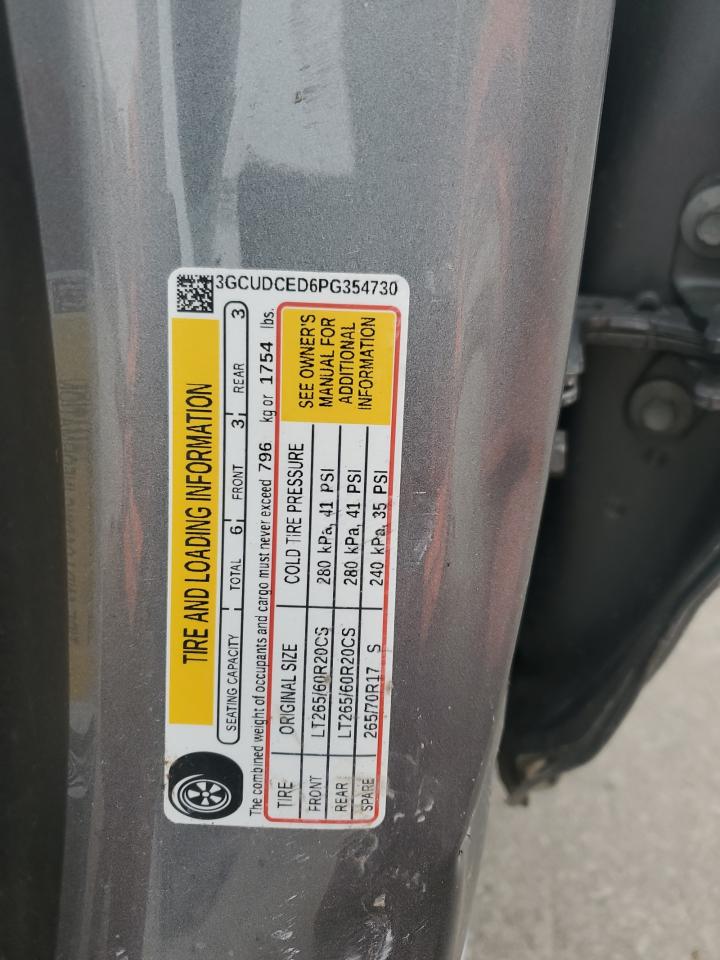 3GCUDCED6PG354730
TIRE AND LOADING INFORMATION
SEATING CAPACITY TOTAL 6 FRONT 3 REAR 3
The combined weight of occupants and cargo must never exceed 796 kg or 1754 lbs.
TIRE ORIGINAL SIZE COLD TIRE PRESSURE
FRONT LT265/60R20CS 280 kPa, 41 PSI
REAR LT265/60R20CS 280 kPa, 41 PSI
SPARE 265/70R17 S 240 kPa, 35 PSI
SEE OWNER'S
MANUAL FOR
ADDITIONAL
INFORMATION